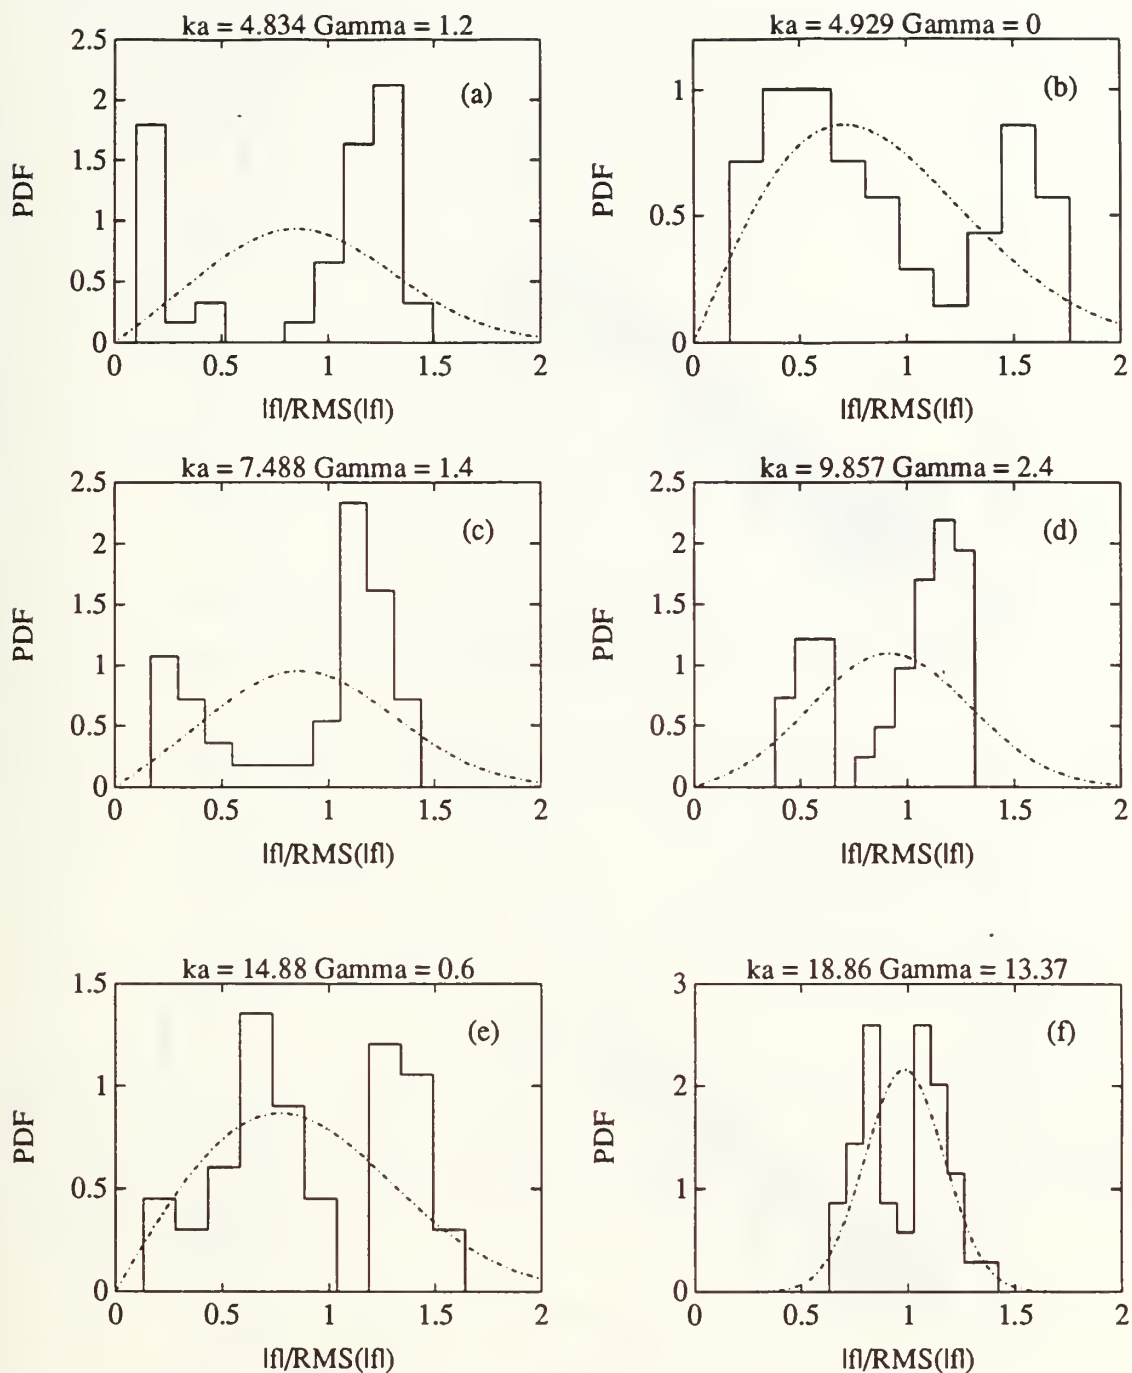 ka = 4.834 Gamma = 1.2
2.5
2
1.5
1
0.5
0
PDF
(a)
0 0.5 1 1.5 2
|f|/RMS(|f|)
ka = 4.929 Gamma = 0
1
0.5
0
PDF
(b)
0 0.5 1 1.5 2
|f|/RMS(|f|)
ka = 7.488 Gamma = 1.4
2.5
2
1.5
1
0.5
0
PDF
(c)
0 0.5 1 1.5 2
|f|/RMS(|f|)
ka = 9.857 Gamma = 2.4
2.5
2
1.5
1
0.5
0
PDF
(d)
0 0.5 1 1.5 2
|f|/RMS(|f|)
ka = 14.88 Gamma = 0.6
1.5
1
0.5
0
PDF
(e)
0 0.5 1 1.5 2
|f|/RMS(|f|)
ka = 18.86 Gamma = 13.37
3
2
1
0
PDF
(f)
0 0.5 1 1.5 2
|f|/RMS(|f|)